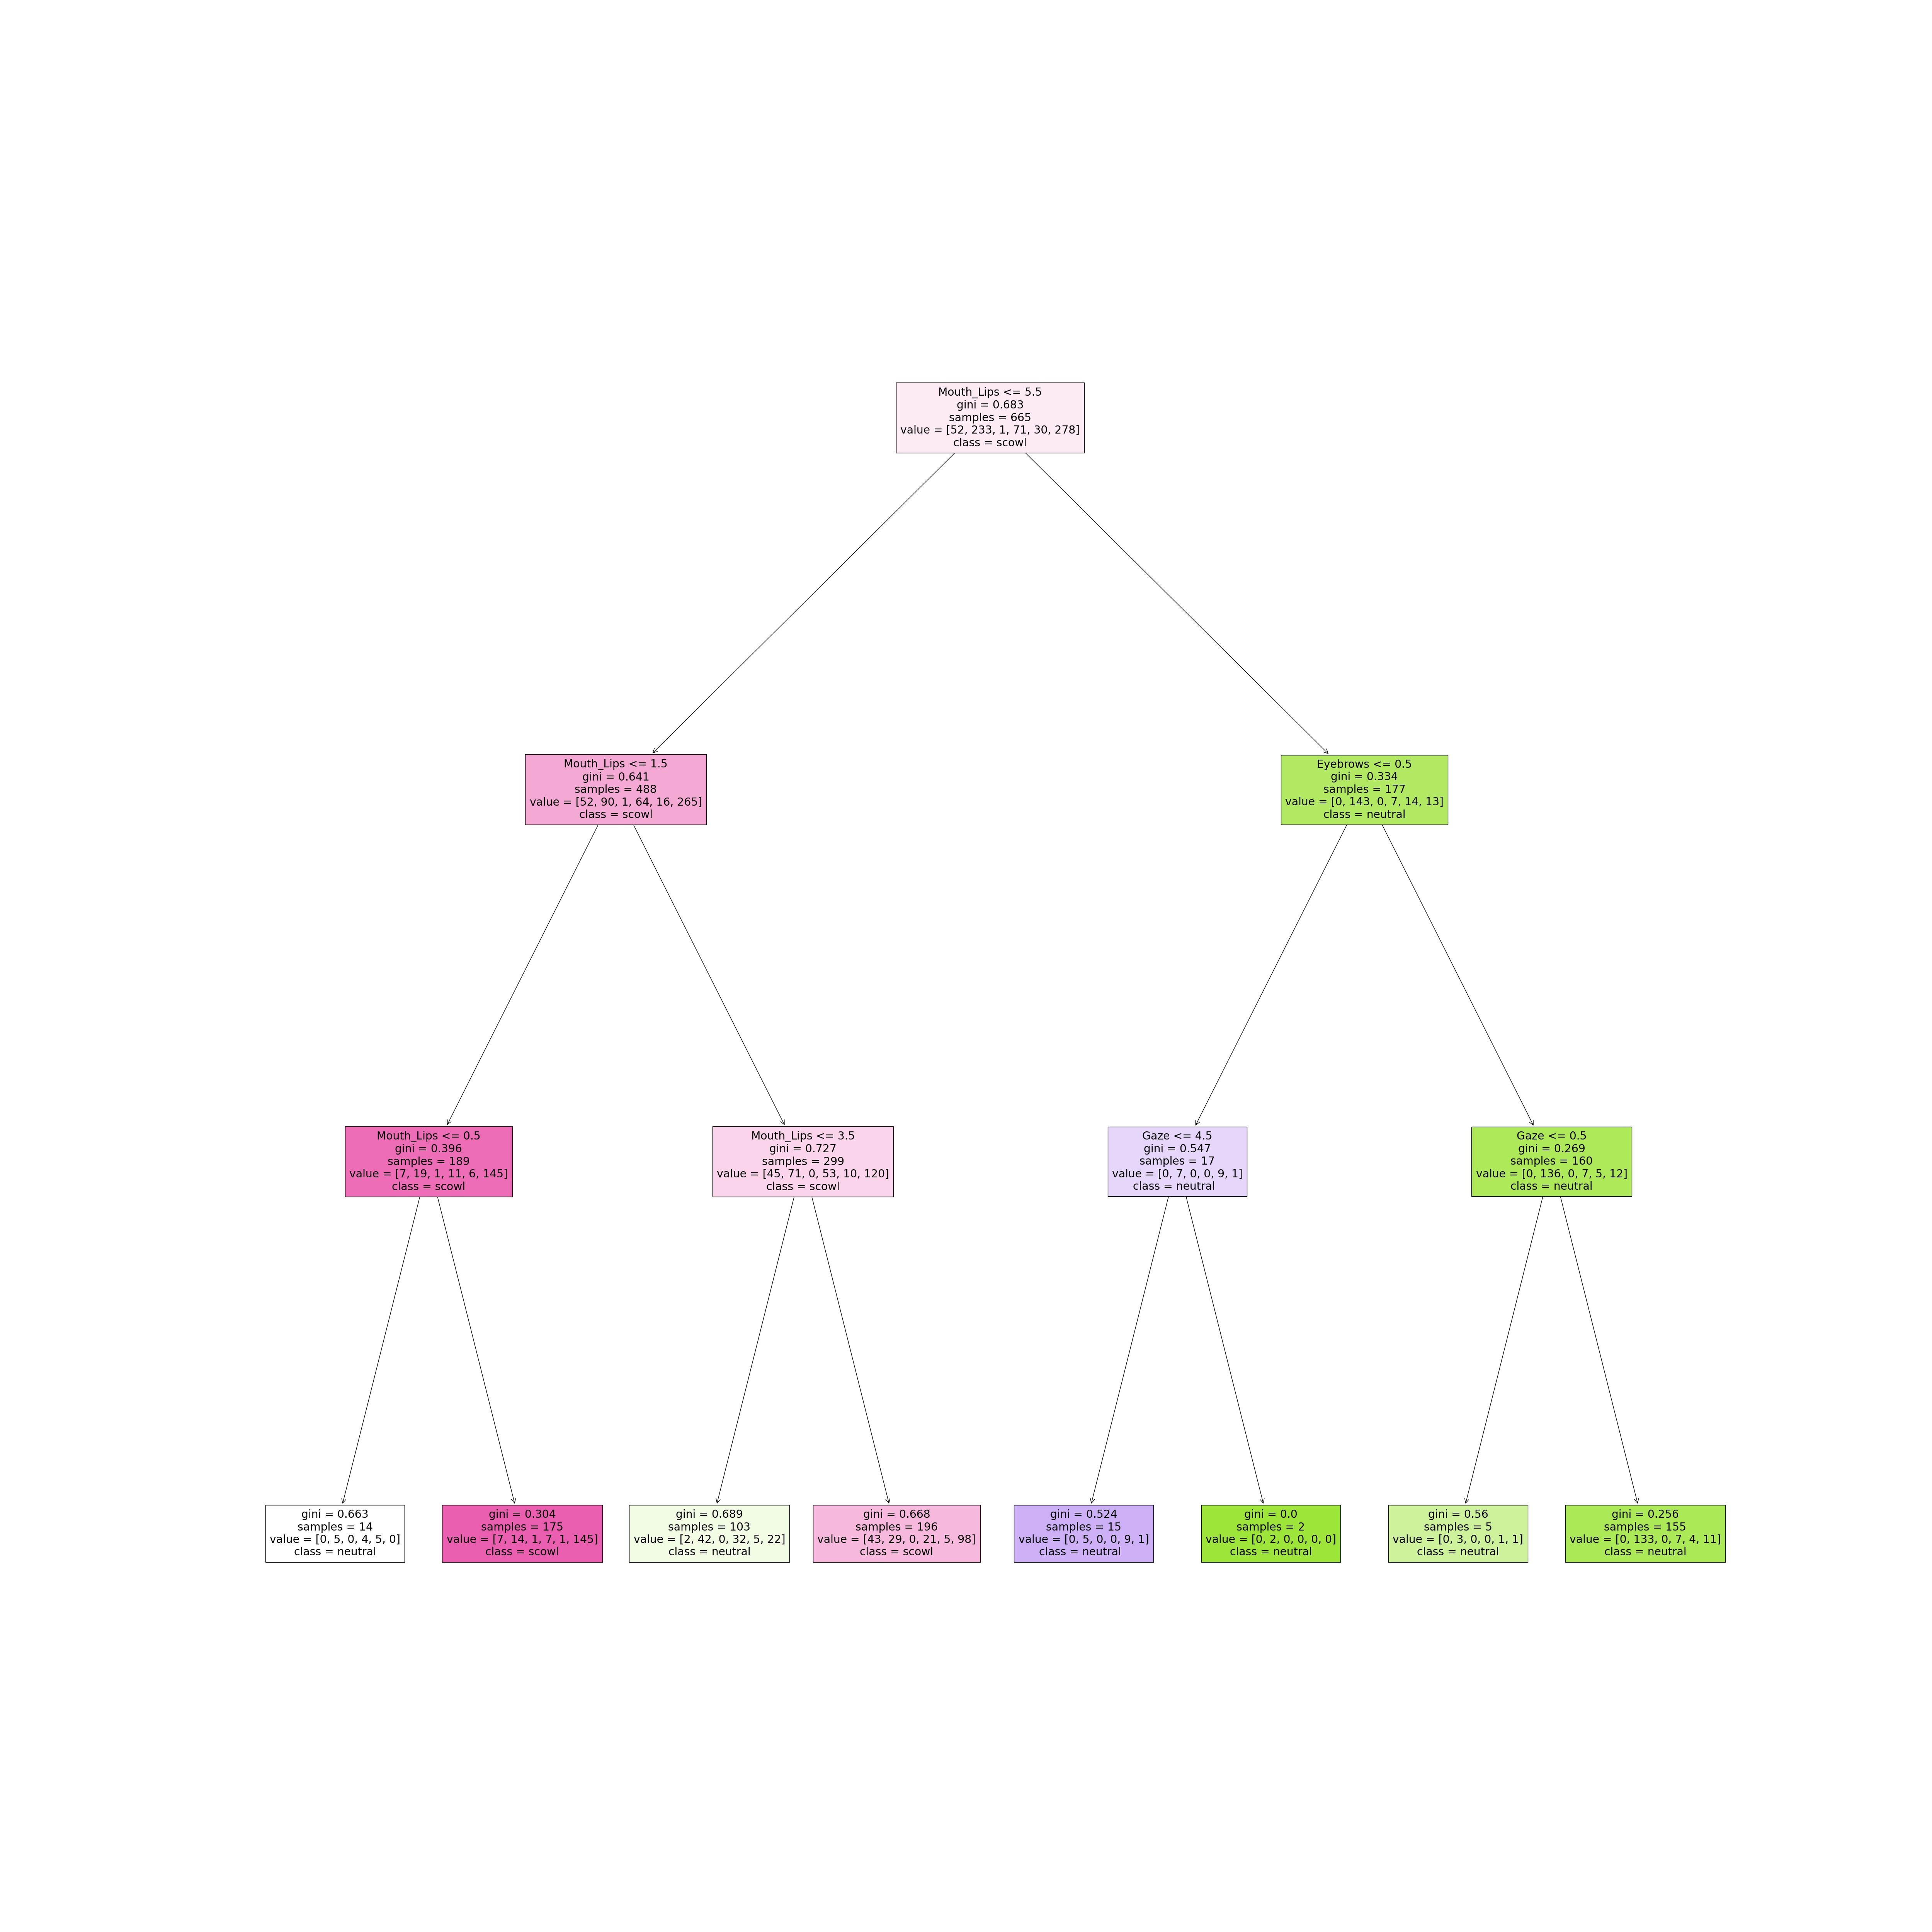 Mouth_Lips <= 5.5
gini = 0.683
samples = 665
value = [52, 233, 1, 71, 30, 278]
class = scowl
Mouth_Lips <= 1.5
gini = 0.641
samples = 488
value = [52, 90, 1, 64, 16, 265]
class = scowl
Eyebrows <= 0.5
gini = 0.334
samples = 177
value = [0, 143, 0, 7, 14, 13]
class = neutral
Mouth_Lips <= 0.5
gini = 0.396
samples = 189
value = [7, 19, 1, 11, 6, 145]
class = scowl
Mouth_Lips <= 3.5
gini = 0.727
samples = 299
value = [45, 71, 0, 53, 10, 120]
class = scowl
Gaze <= 4.5
gini = 0.547
samples = 17
value = [0, 7, 0, 0, 9, 1]
class = neutral
Gaze <= 0.5
gini = 0.269
samples = 160
value = [0, 136, 0, 7, 5, 12]
class = neutral
gini = 0.663
samples = 14
value = [0, 5, 0, 4, 5, 0]
class = neutral
gini = 0.304
samples = 175
value = [7, 14, 1, 7, 1, 145]
class = scowl
gini = 0.689
samples = 103
value = [2, 42, 0, 32, 5, 22]
class = neutral
gini = 0.668
samples = 196
value = [43, 29, 0, 21, 5, 98]
class = scowl
gini = 0.524
samples = 15
value = [0, 5, 0, 0, 9, 1]
class = neutral
gini = 0.0
samples = 2
value = [0, 2, 0, 0, 0, 0]
class = neutral
gini = 0.56
samples = 5
value = [0, 3, 0, 0, 1, 1]
class = neutral
gini = 0.256
samples = 155
value = [0, 133, 0, 7, 4, 11]
class = neutral